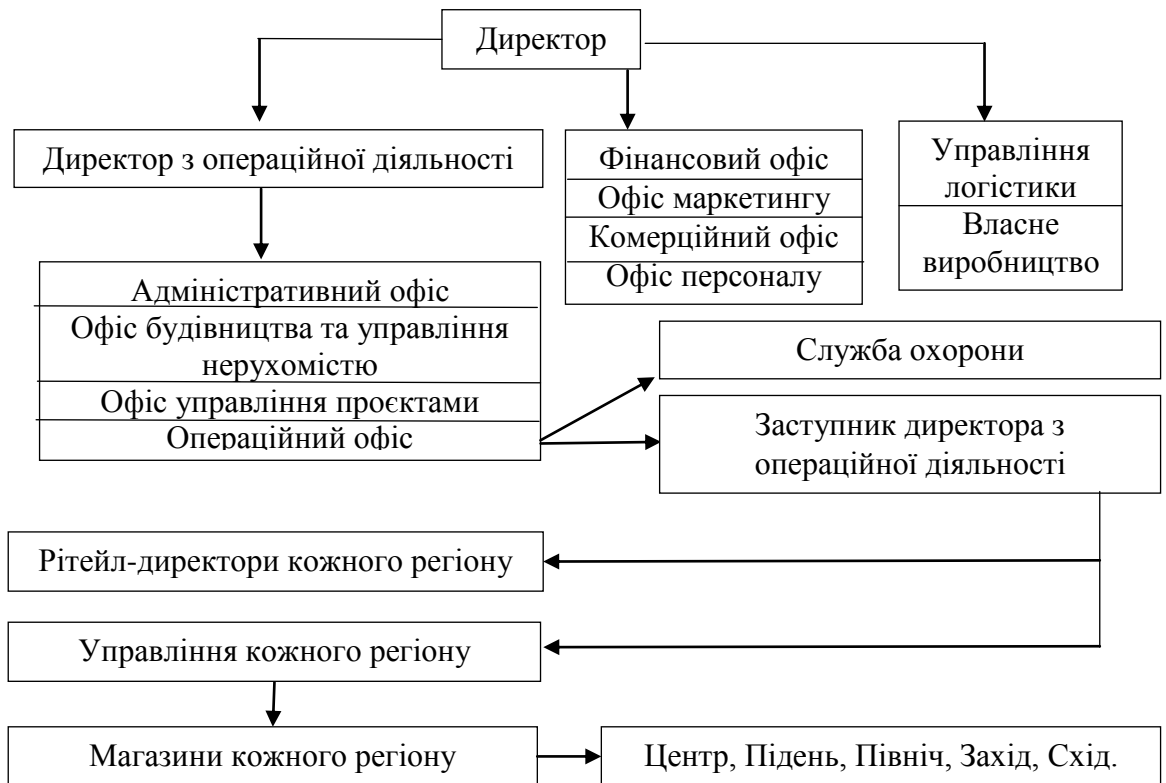 Директор
Директор з операційної діяльності
Фінансовий офіс
Офіс маркетингу
Комерційний офіс
Офіс персоналу
Управління
логістики
Власне
виробництво
Адміністративний офіс
Офіс будівництва та управління
нерухомістю
Офіс управління проєктами
Операційний офіс
Служба охорони
Заступник директора з
операційної діяльності
Рітейл-директори кожного регіону
Управління кожного регіону
Магазини кожного регіону
Центр, Підень, Північ, Захід, Схід.